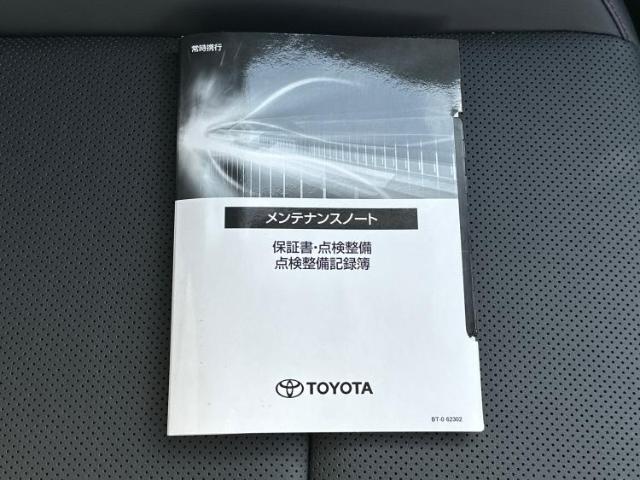 常時携行
メンテナンスノート
保証書・点検整備
点検整備記録簿
TOYOTA
BT-0 62302